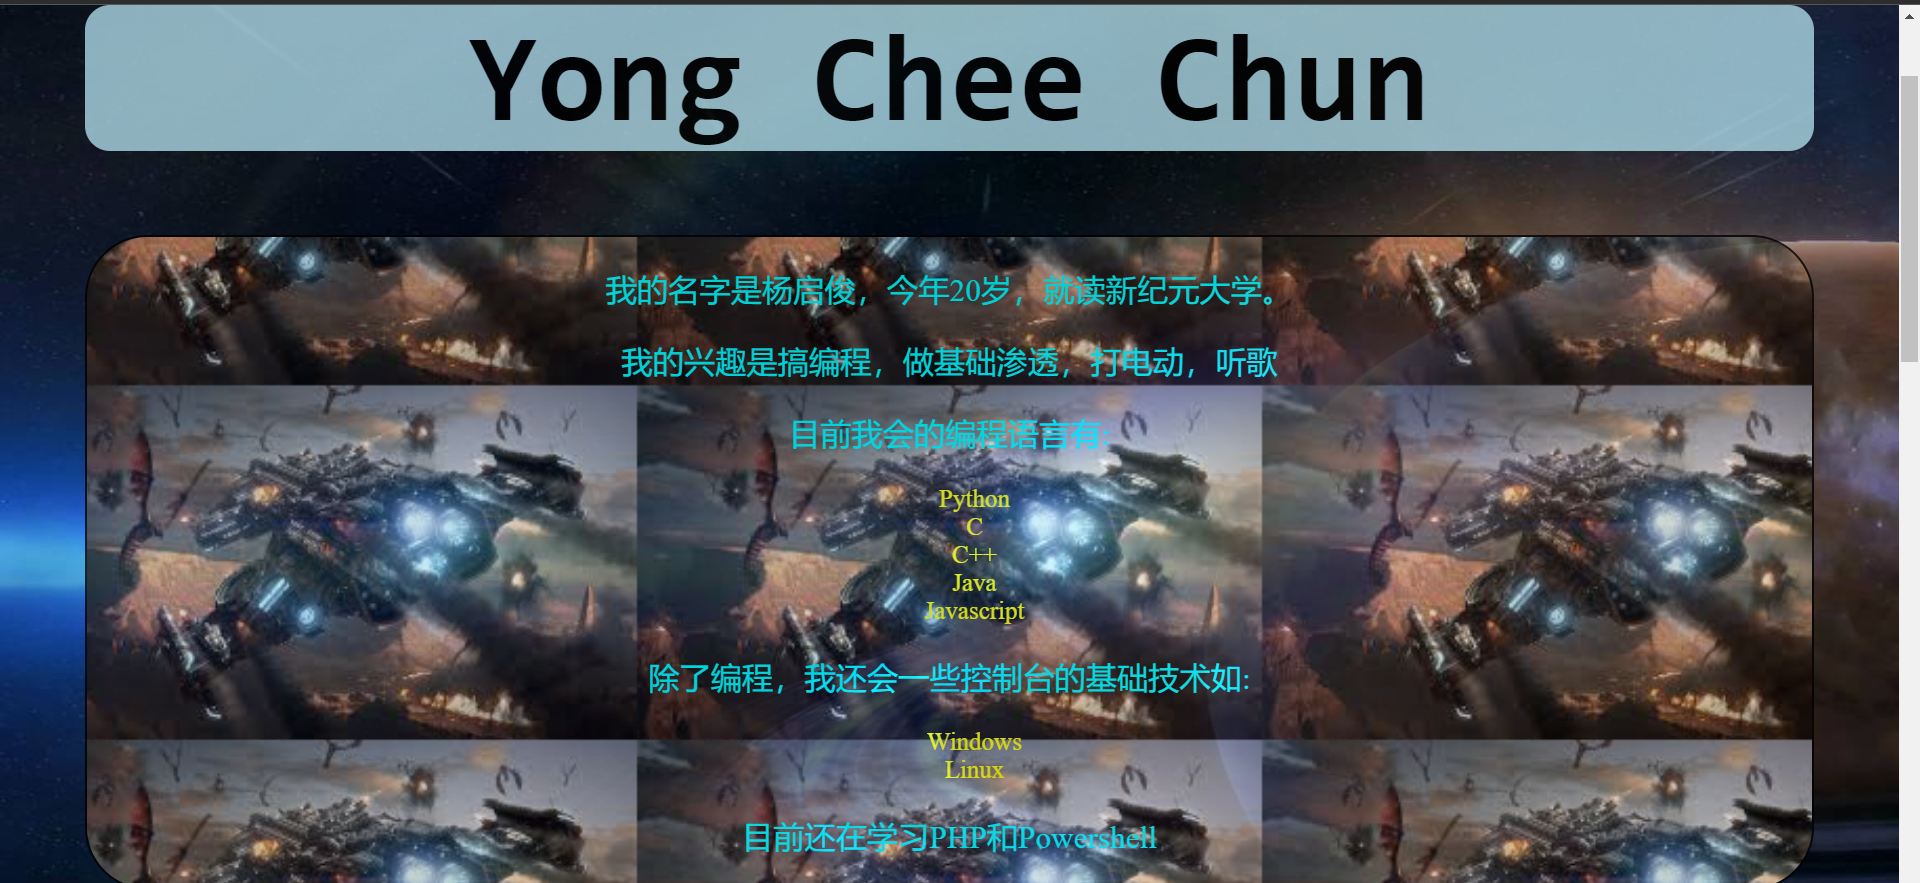 Yong Chee Chun
我的名字是杨启俊，今年20岁，就读新纪元大学。
我的兴趣是搞编程，做基础渗透，打电动，听歌
目前我会的编程语言有:
Python
C
C++
Java
Javascript
除了编程，我还会一些控制台的基础技术如:
Windows
Linux
目前还在学习PHP和Powershell